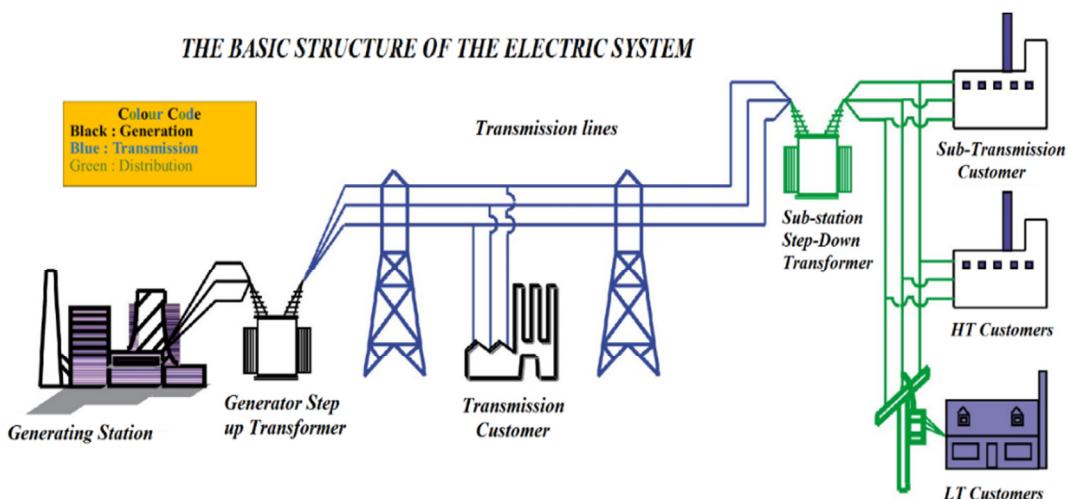 THE BASIC STRUCTURE OF THE ELECTRIC SYSTEM
Colour Code
Black : Generation
Blue : Transmission
Green : Distribution
Transmission lines
Sub-Transmission
Customer
Sub-station
Step-Down
Transformer
HT Customers
Generating Station
Generator Step
up Transformer
Transmission
Customer
LT Customers